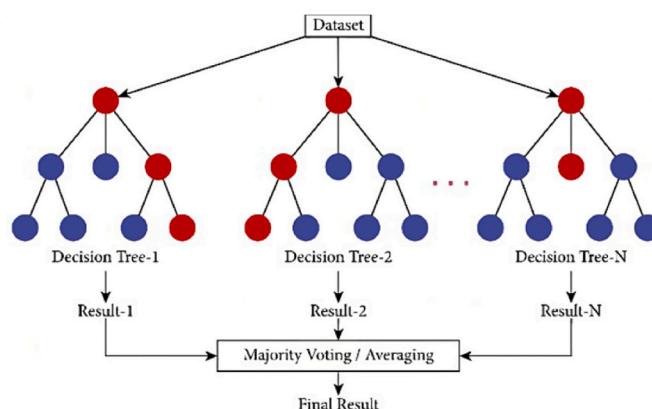 Dataset
Decision Tree-1
Decision Tree-2
Decision Tree-N
Result-1
Result-2
Result-N
Majority Voting / Averaging
Final Result